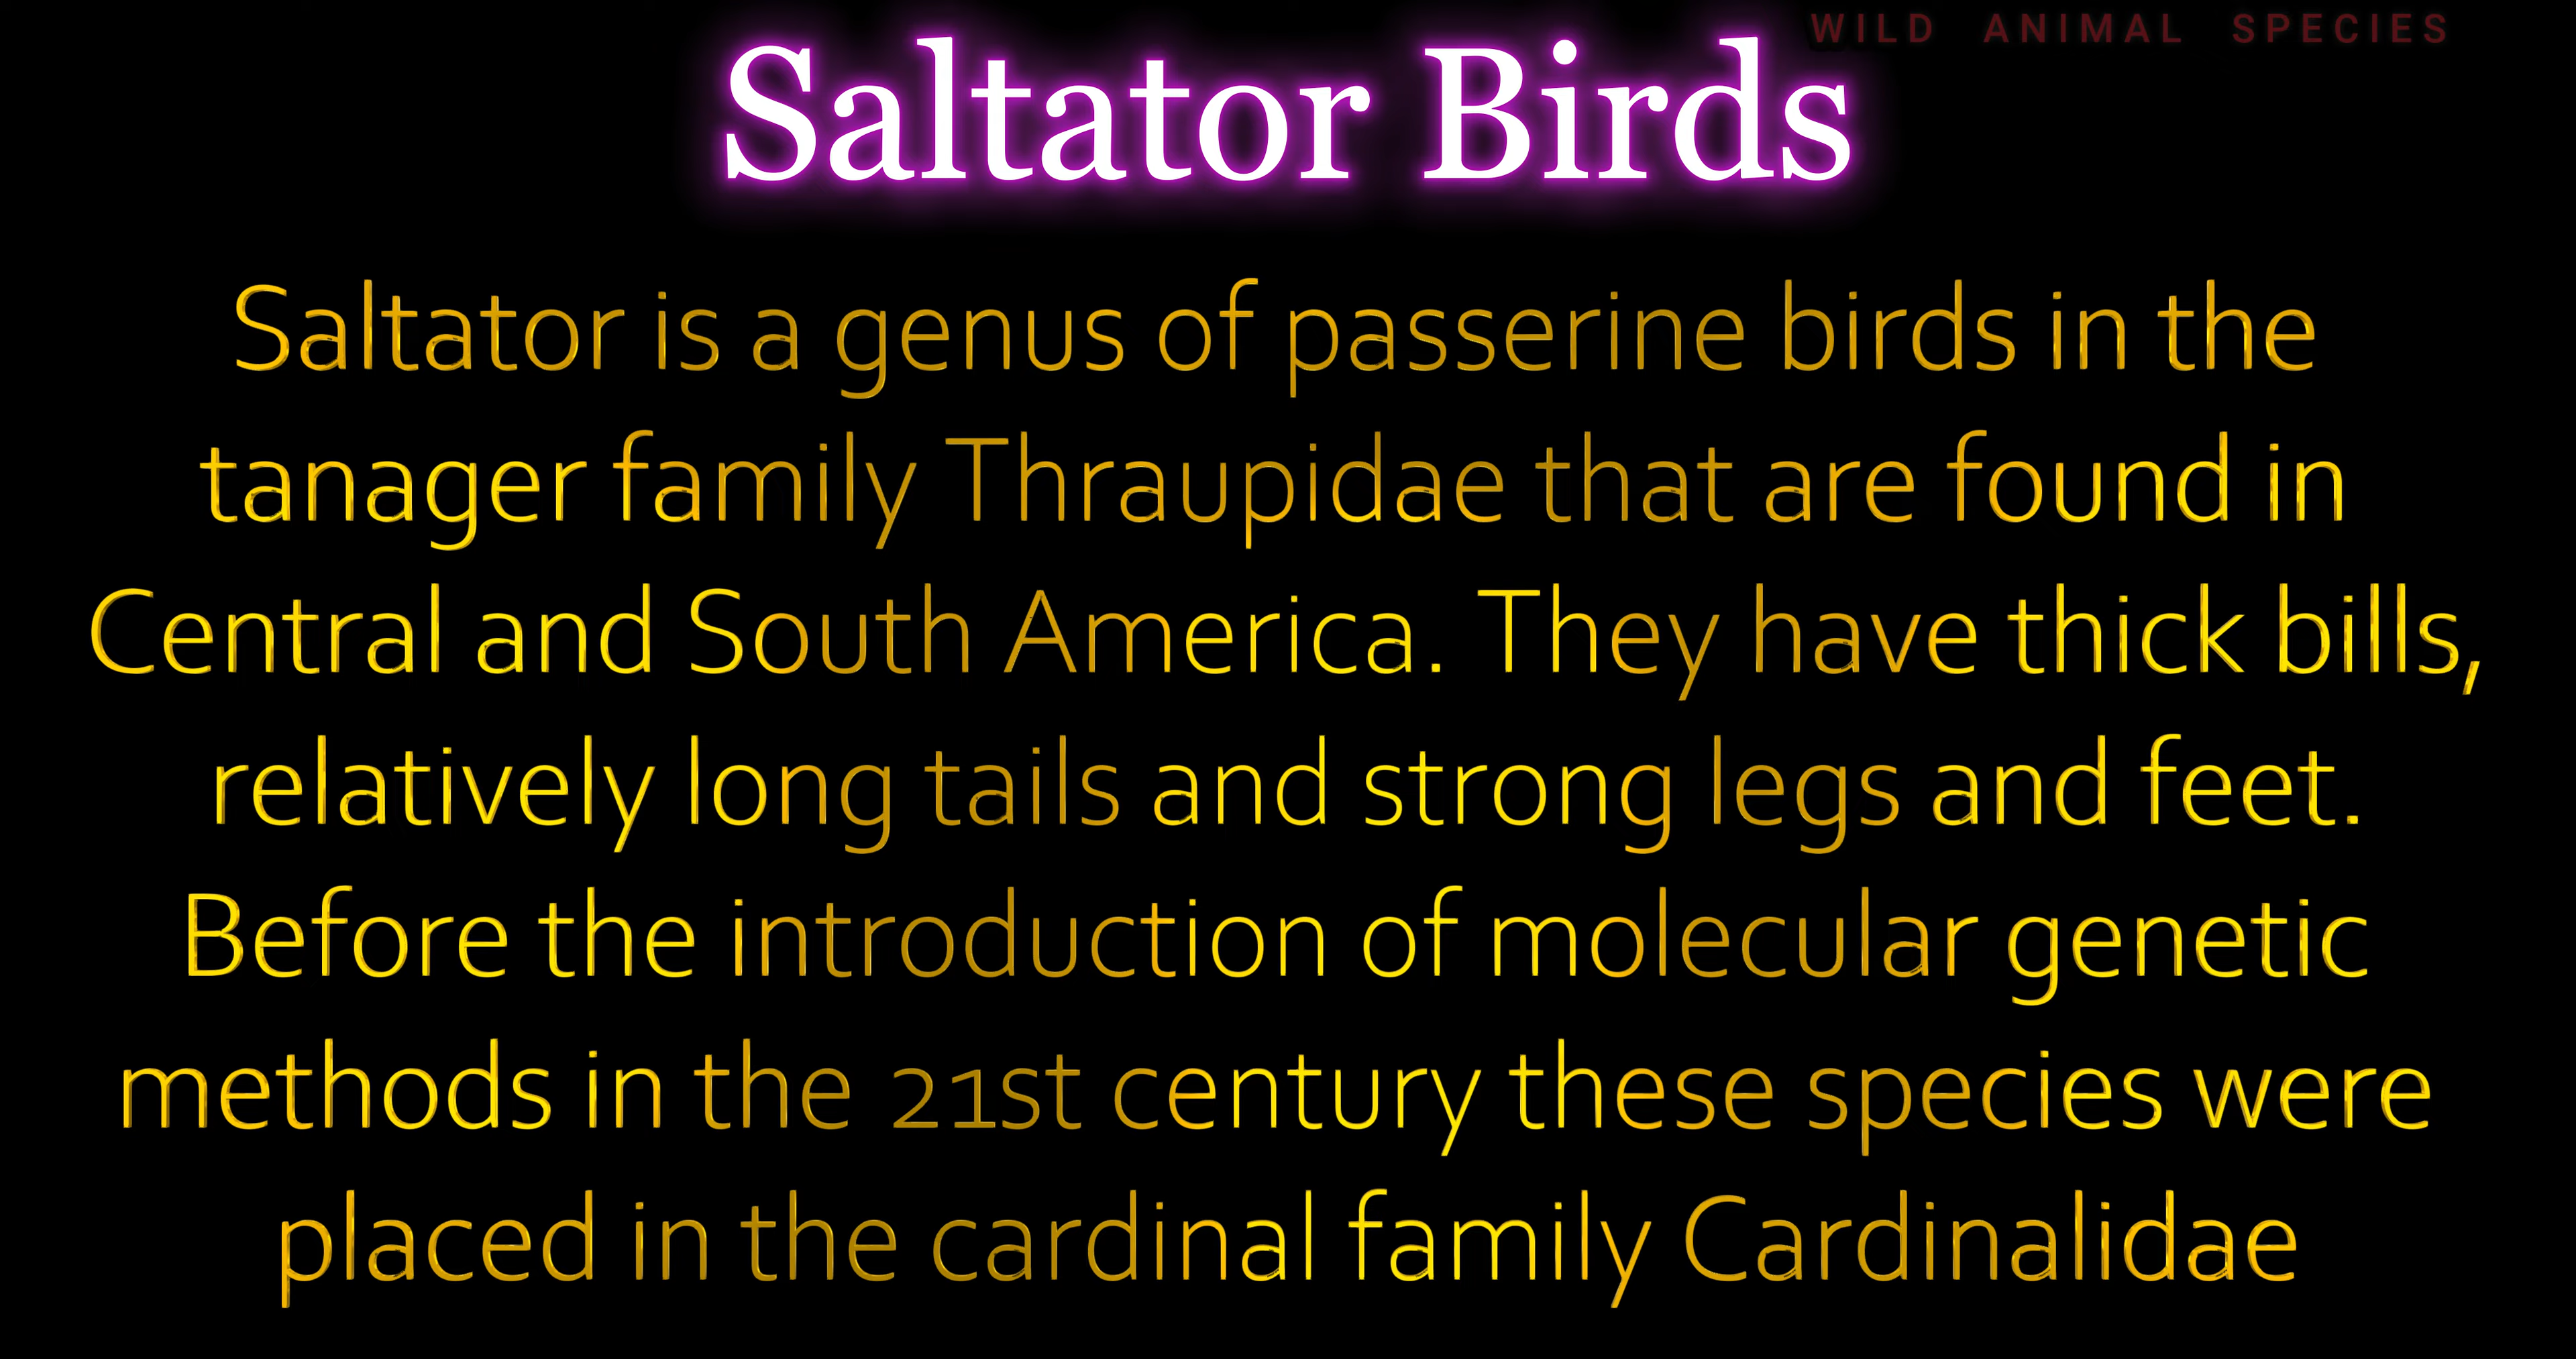 WILD ANIMAL SPECIES
Saltator Birds
Saltator is a genus of passerine birds in the
tanager family Thraupidae that are found in
Central and South America. They have thick bills,
relatively long tails and strong legs and feet.
Before the introduction of molecular genetic
methods in the 21st century these species were
placed in the cardinal family Cardinalidae